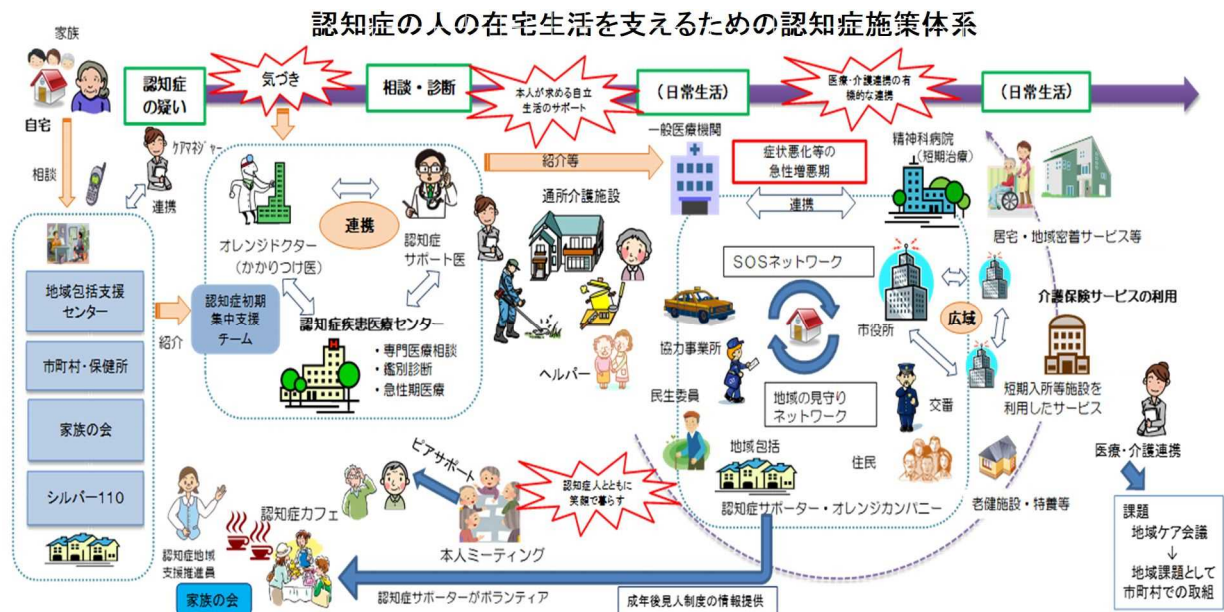 認知症の人の在宅生活を支えるための認知症施策体系
家族
自宅
認知症
の疑い
気づき
相談・診断
本人が求める自立
生活のサポート
(日常生活)
医療・介護連携の有
機的な連携
(日常生活)
相談
ケアマネジャー
連携
地域包括支援
センター
市町村・保健所
家族の会
シルバー110
紹介
オレンジドクター
(かかりつけ医)
連携
認知症
サポート医
認知症初期
集中支援
チーム
認知症疾患医療センター
・専門医療相談
・鑑別診断
・急性期医療
紹介等
通所介護施設
ヘルパー
一般医療機関
症状悪化等の
急性増悪期
連携
精神科病院
(短期治療)
SOSネットワーク
協力事業所
市役所
広域
民生委員
地域の見守り
ネットワーク
交番
地域包括
住民
認知症サポーター・オレンジカンパニー
居宅・地域密着サービス等
介護保険サービスの利用
短期入所等施設を
利用したサービス
老健施設・特養等
医療・介護連携
課題
地域ケア会議
↓
地域課題として
市町村での取組
ピアサポート
認知症人とともに
笑顔で暮らす
認知症カフェ
本人ミーティング
認知症地域
支援推進員
家族の会
認知症サポーターがボランティア
成年後見人制度の情報提供